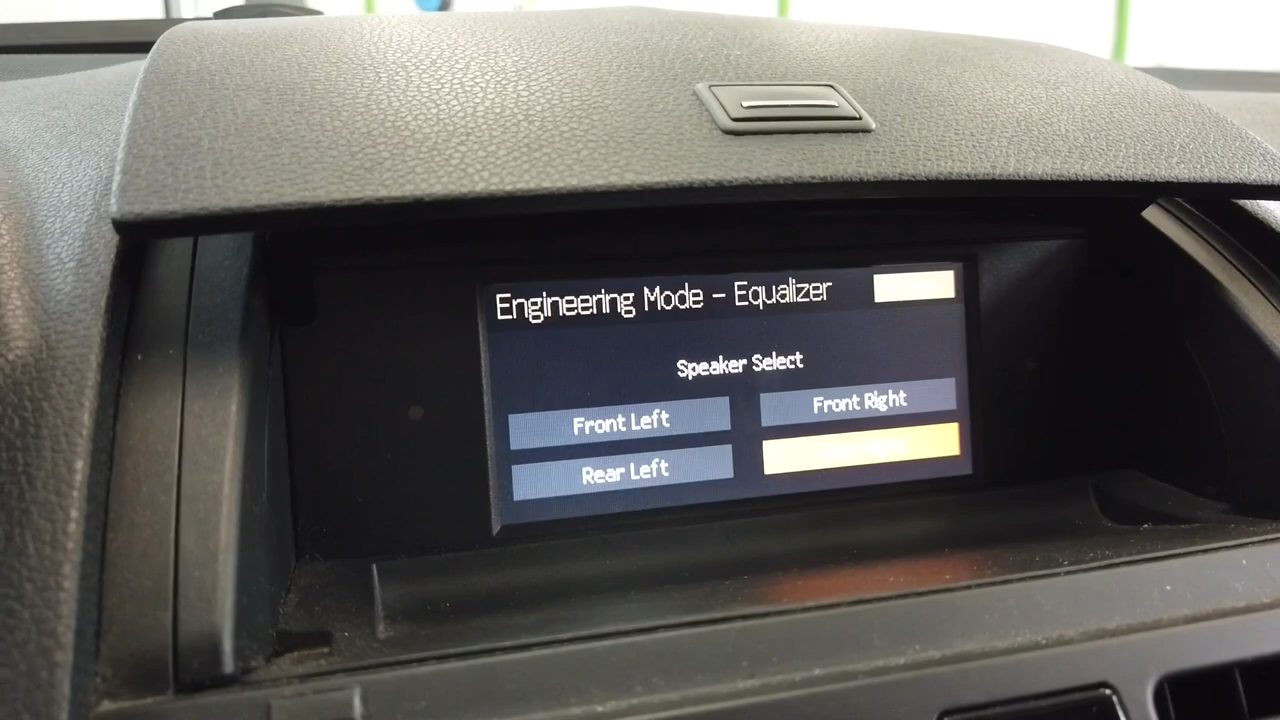 Engineering Mode - Equalizer
Speaker Select
Front Left
Front Right
Rear Left